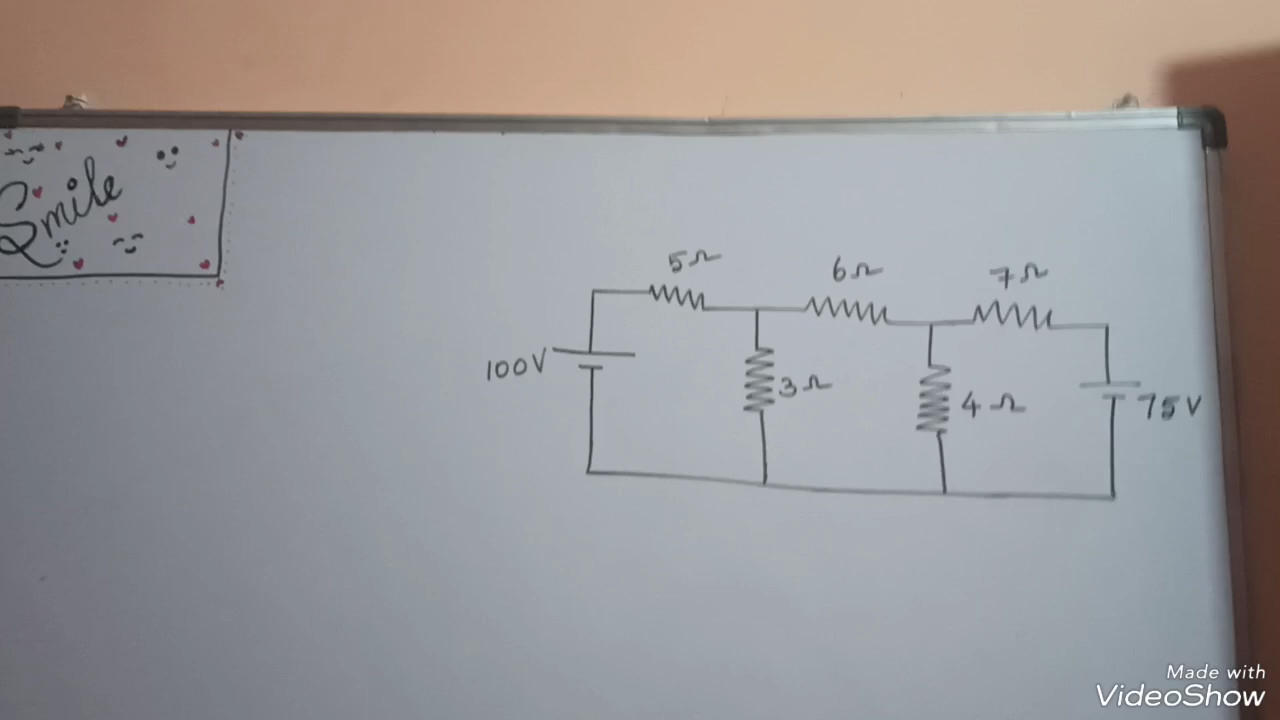 Smile
5Ω
6Ω
7Ω
100V
3Ω
4Ω
75V
Made with
VideoShow